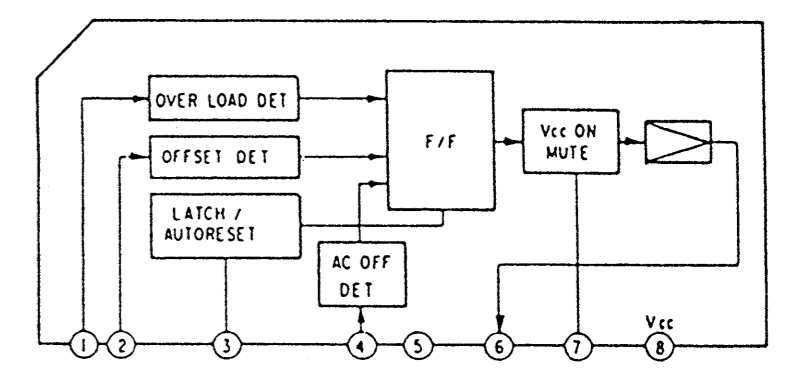 OVER LOAD DET
OFFSET DET
LATCH /
AUTORESET
AC OFF
DET
F/F
Vcc ON
MUTE
Vcc
1 2 3 4 5 6 7 8